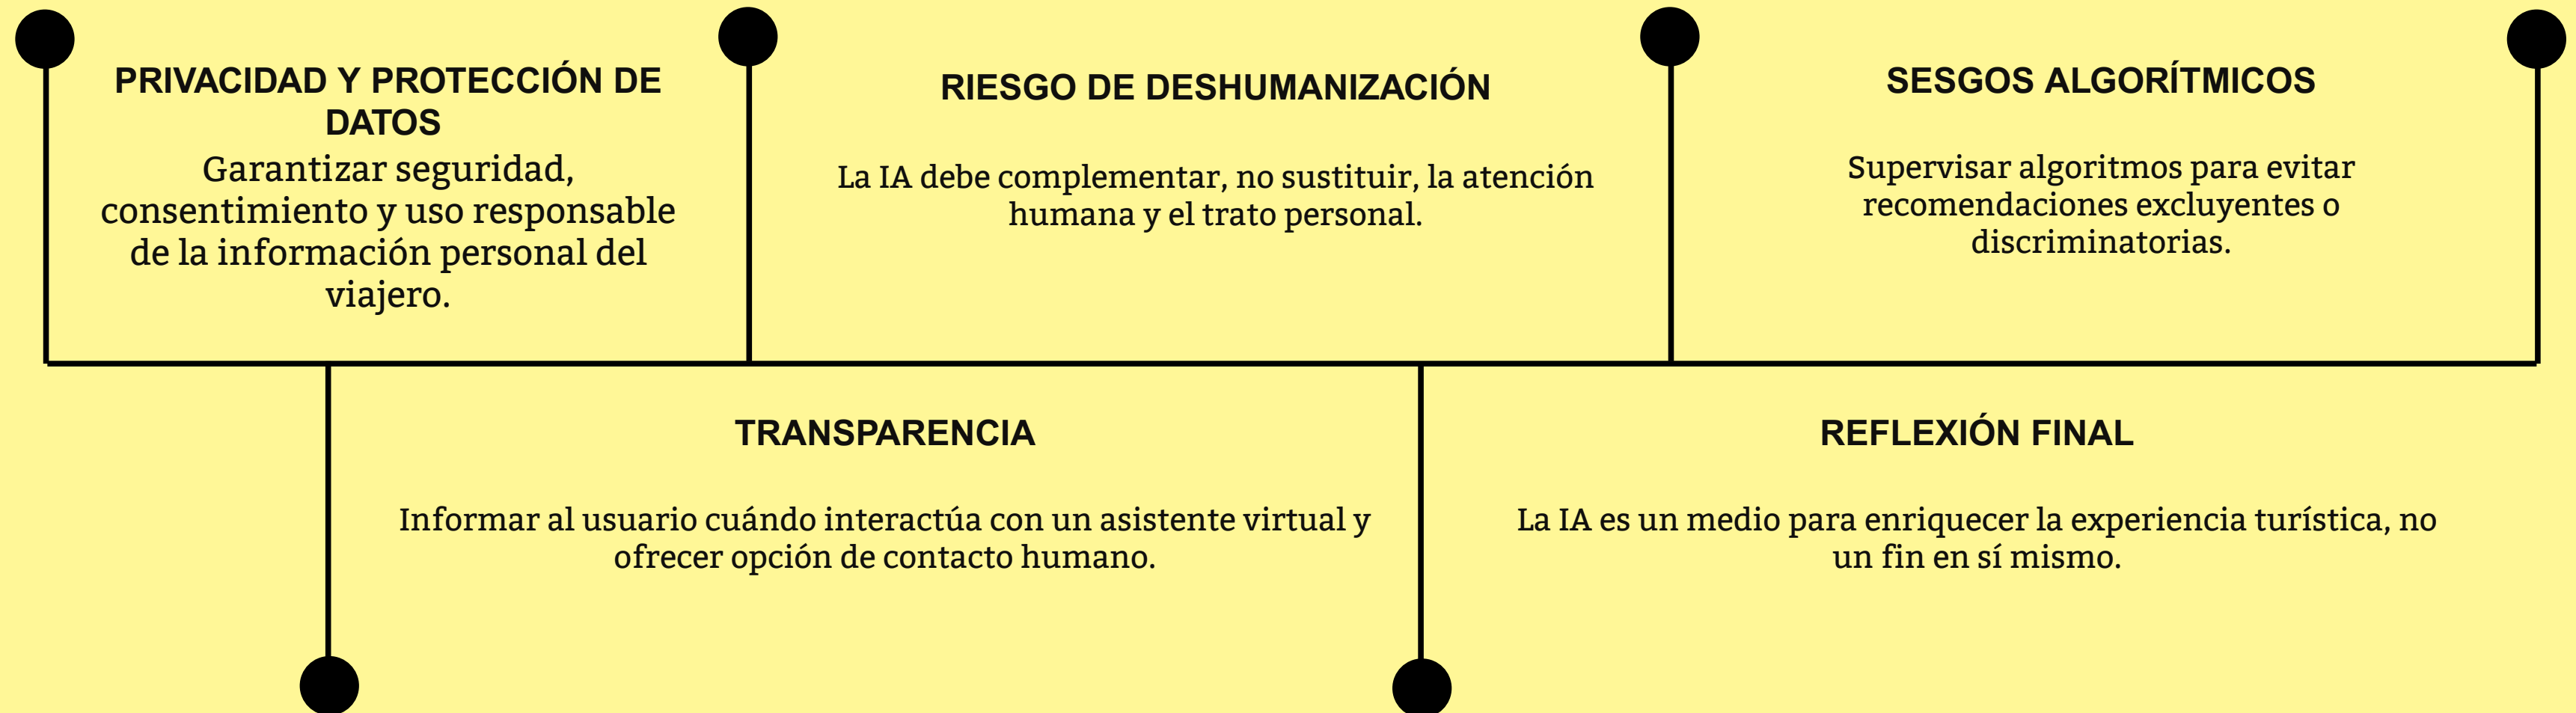 PRIVACIDAD Y PROTECCIÓN DE
DATOS
Garantizar seguridad,
consentimiento y uso responsable
de la información personal del
viajero.
RIESGO DE DESHUMANIZACIÓN
La IA debe complementar, no sustituir, la atención
humana y el trato personal.
SESGOS ALGORÍTMICOS
Supervisar algoritmos para evitar
recomendaciones excluyentes o
discriminatorias.
TRANSPARENCIA
Informar al usuario cuándo interactúa con un asistente virtual y
ofrecer opción de contacto humano.
REFLEXIÓN FINAL
La IA es un medio para enriquecer la experiencia turística, no
un fin en sí mismo.